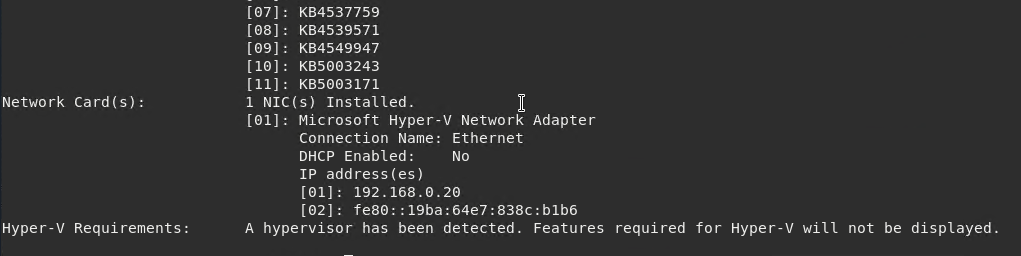 [07]: KB4537759
[08]: KB4539571
[09]: KB4549947
[10]: KB5003243
[11]: KB5003171
Network Card(s): 1 NIC(s) Installed.
[01]: Microsoft Hyper-V Network Adapter
Connection Name: Ethernet
DHCP Enabled: No
IP address(es)
[01]: 192.168.0.20
[02]: fe80::19ba:64e7:838c:b1b6
Hyper-V Requirements: A hypervisor has been detected. Features required for Hyper-V will not be displayed.